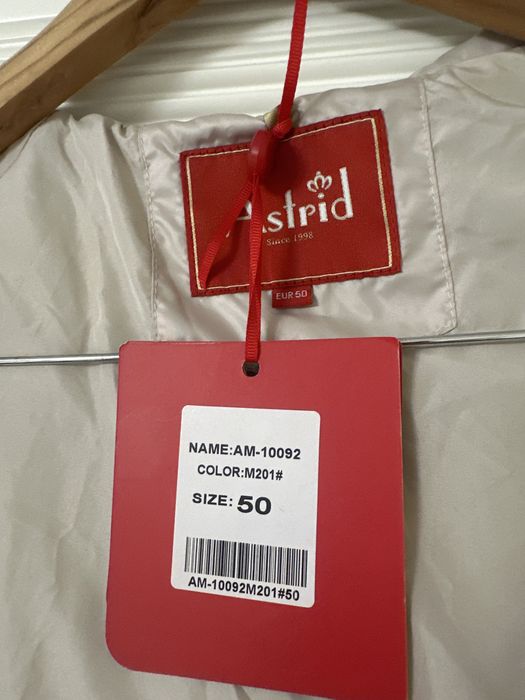 Astrid
Since 1998
EUR 50
NAME:AM-10092
COLOR:M201#
SIZE: 50
AM-10092M201#50